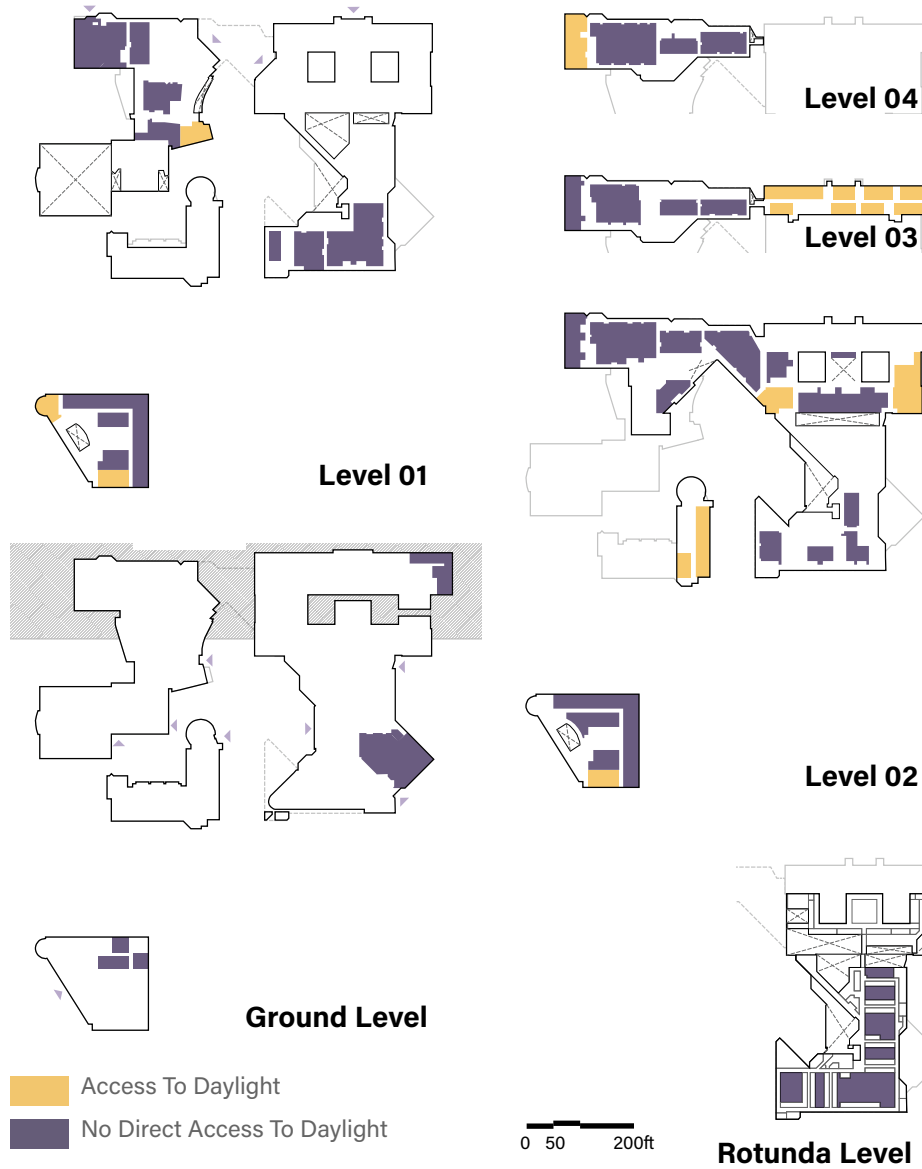 Level 04
Level 03
Level 01
Level 02
Ground Level
Access To Daylight
No Direct Access To Daylight
0 50 200ft
Rotunda Level